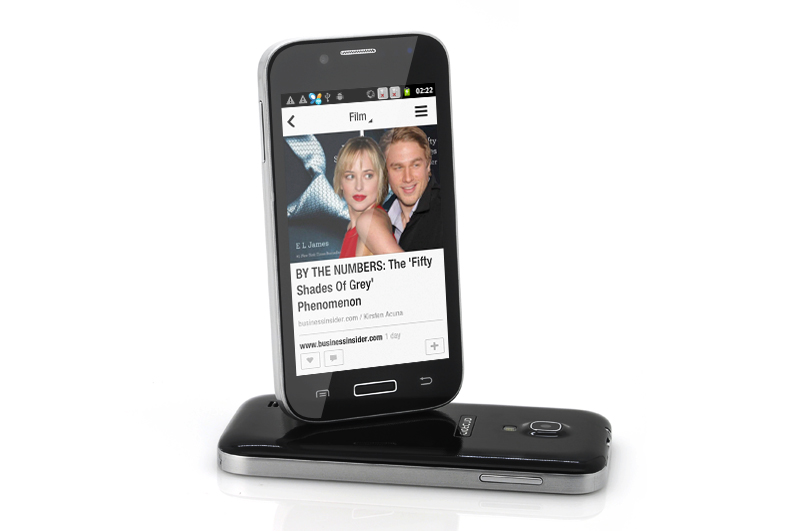 02:22
Film
E L James
BY THE NUMBERS: The 'Fifty
Shades Of Grey'
Phenomenon
businessinsider.com / Kirsten Acuna
www.businessinsider.com 1 day